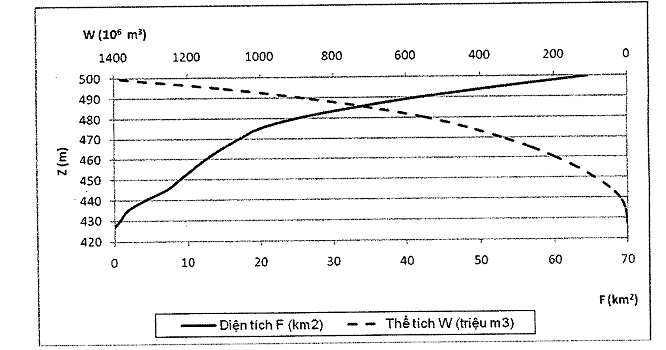 W (10⁶ m³)
1400 1200 1000 800 600 400 200 0
500
490
480
470
460
450
440
430
420
Z (m)
0 10 20 30 40 50 60 70
F (km²)
Diện tích F (km2) Thể tích W (triệu m3)